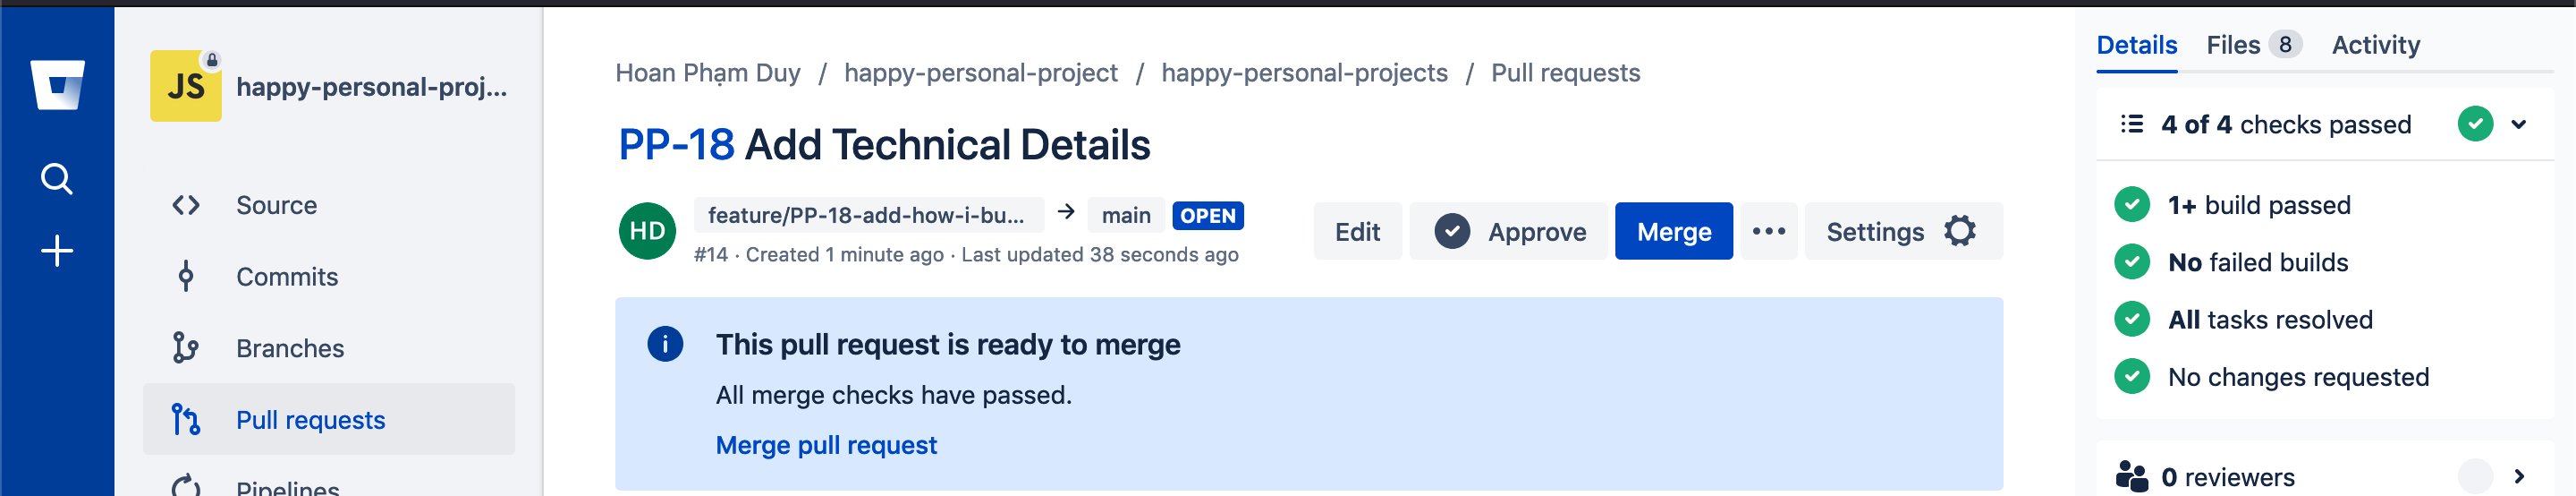 JS
happy-personal-proj...
Source
Commits
Branches
Pull requests
Pipelines
Hoan Phạm Duy / happy-personal-project / happy-personal-projects / Pull requests
PP-18 Add Technical Details
HD
feature/PP-18-add-how-i-bu... → main OPEN
#14 · Created 1 minute ago · Last updated 38 seconds ago
Edit Approve Merge ••• Settings
This pull request is ready to merge
All merge checks have passed.
Merge pull request
Details Files 8 Activity
4 of 4 checks passed
1+ build passed
No failed builds
All tasks resolved
No changes requested
0 reviewers